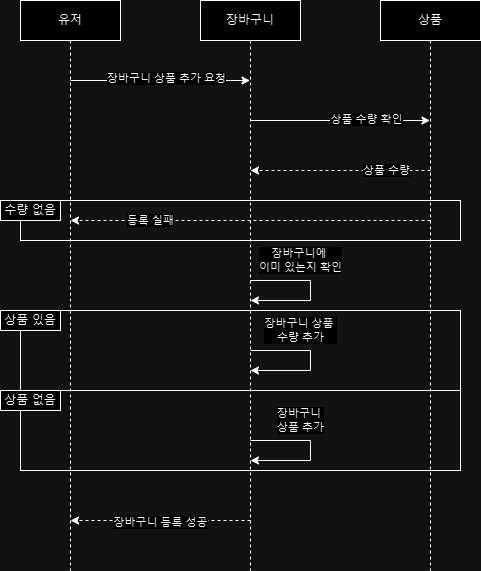 유저
장바구니
상품
장바구니 상품 추가 요청
상품 수량 확인
상품 수량
수량 없음
등록 실패
장바구니에
이미 있는지 확인
상품 있음
장바구니 상품
수량 추가
상품 없음
장바구니
상품 추가
장바구니 등록 성공